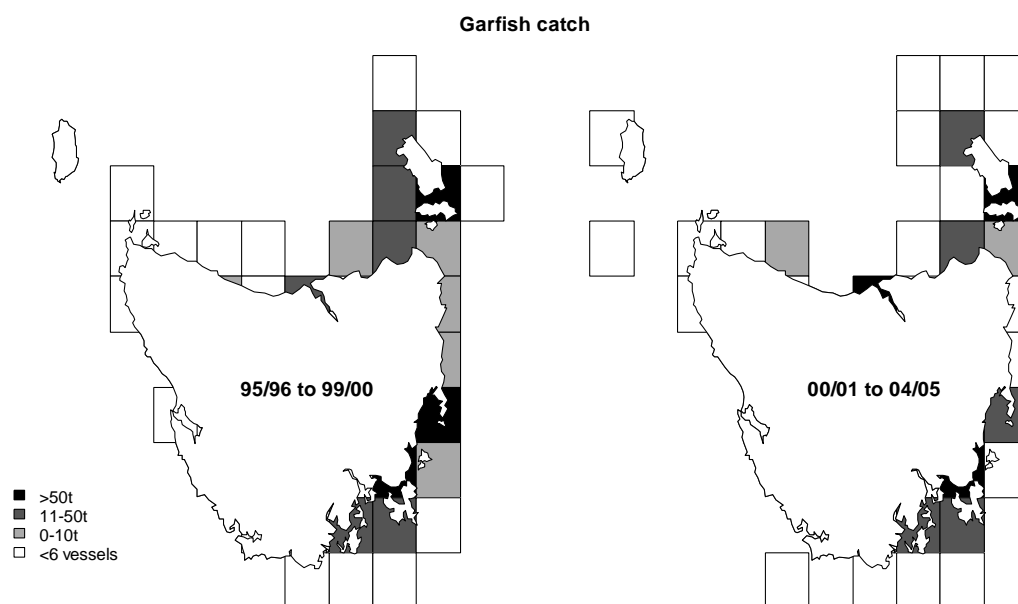 Garfish catch
95/96 to 99/00
00/01 to 04/05
>50t
11-50t
0-10t
<6 vessels